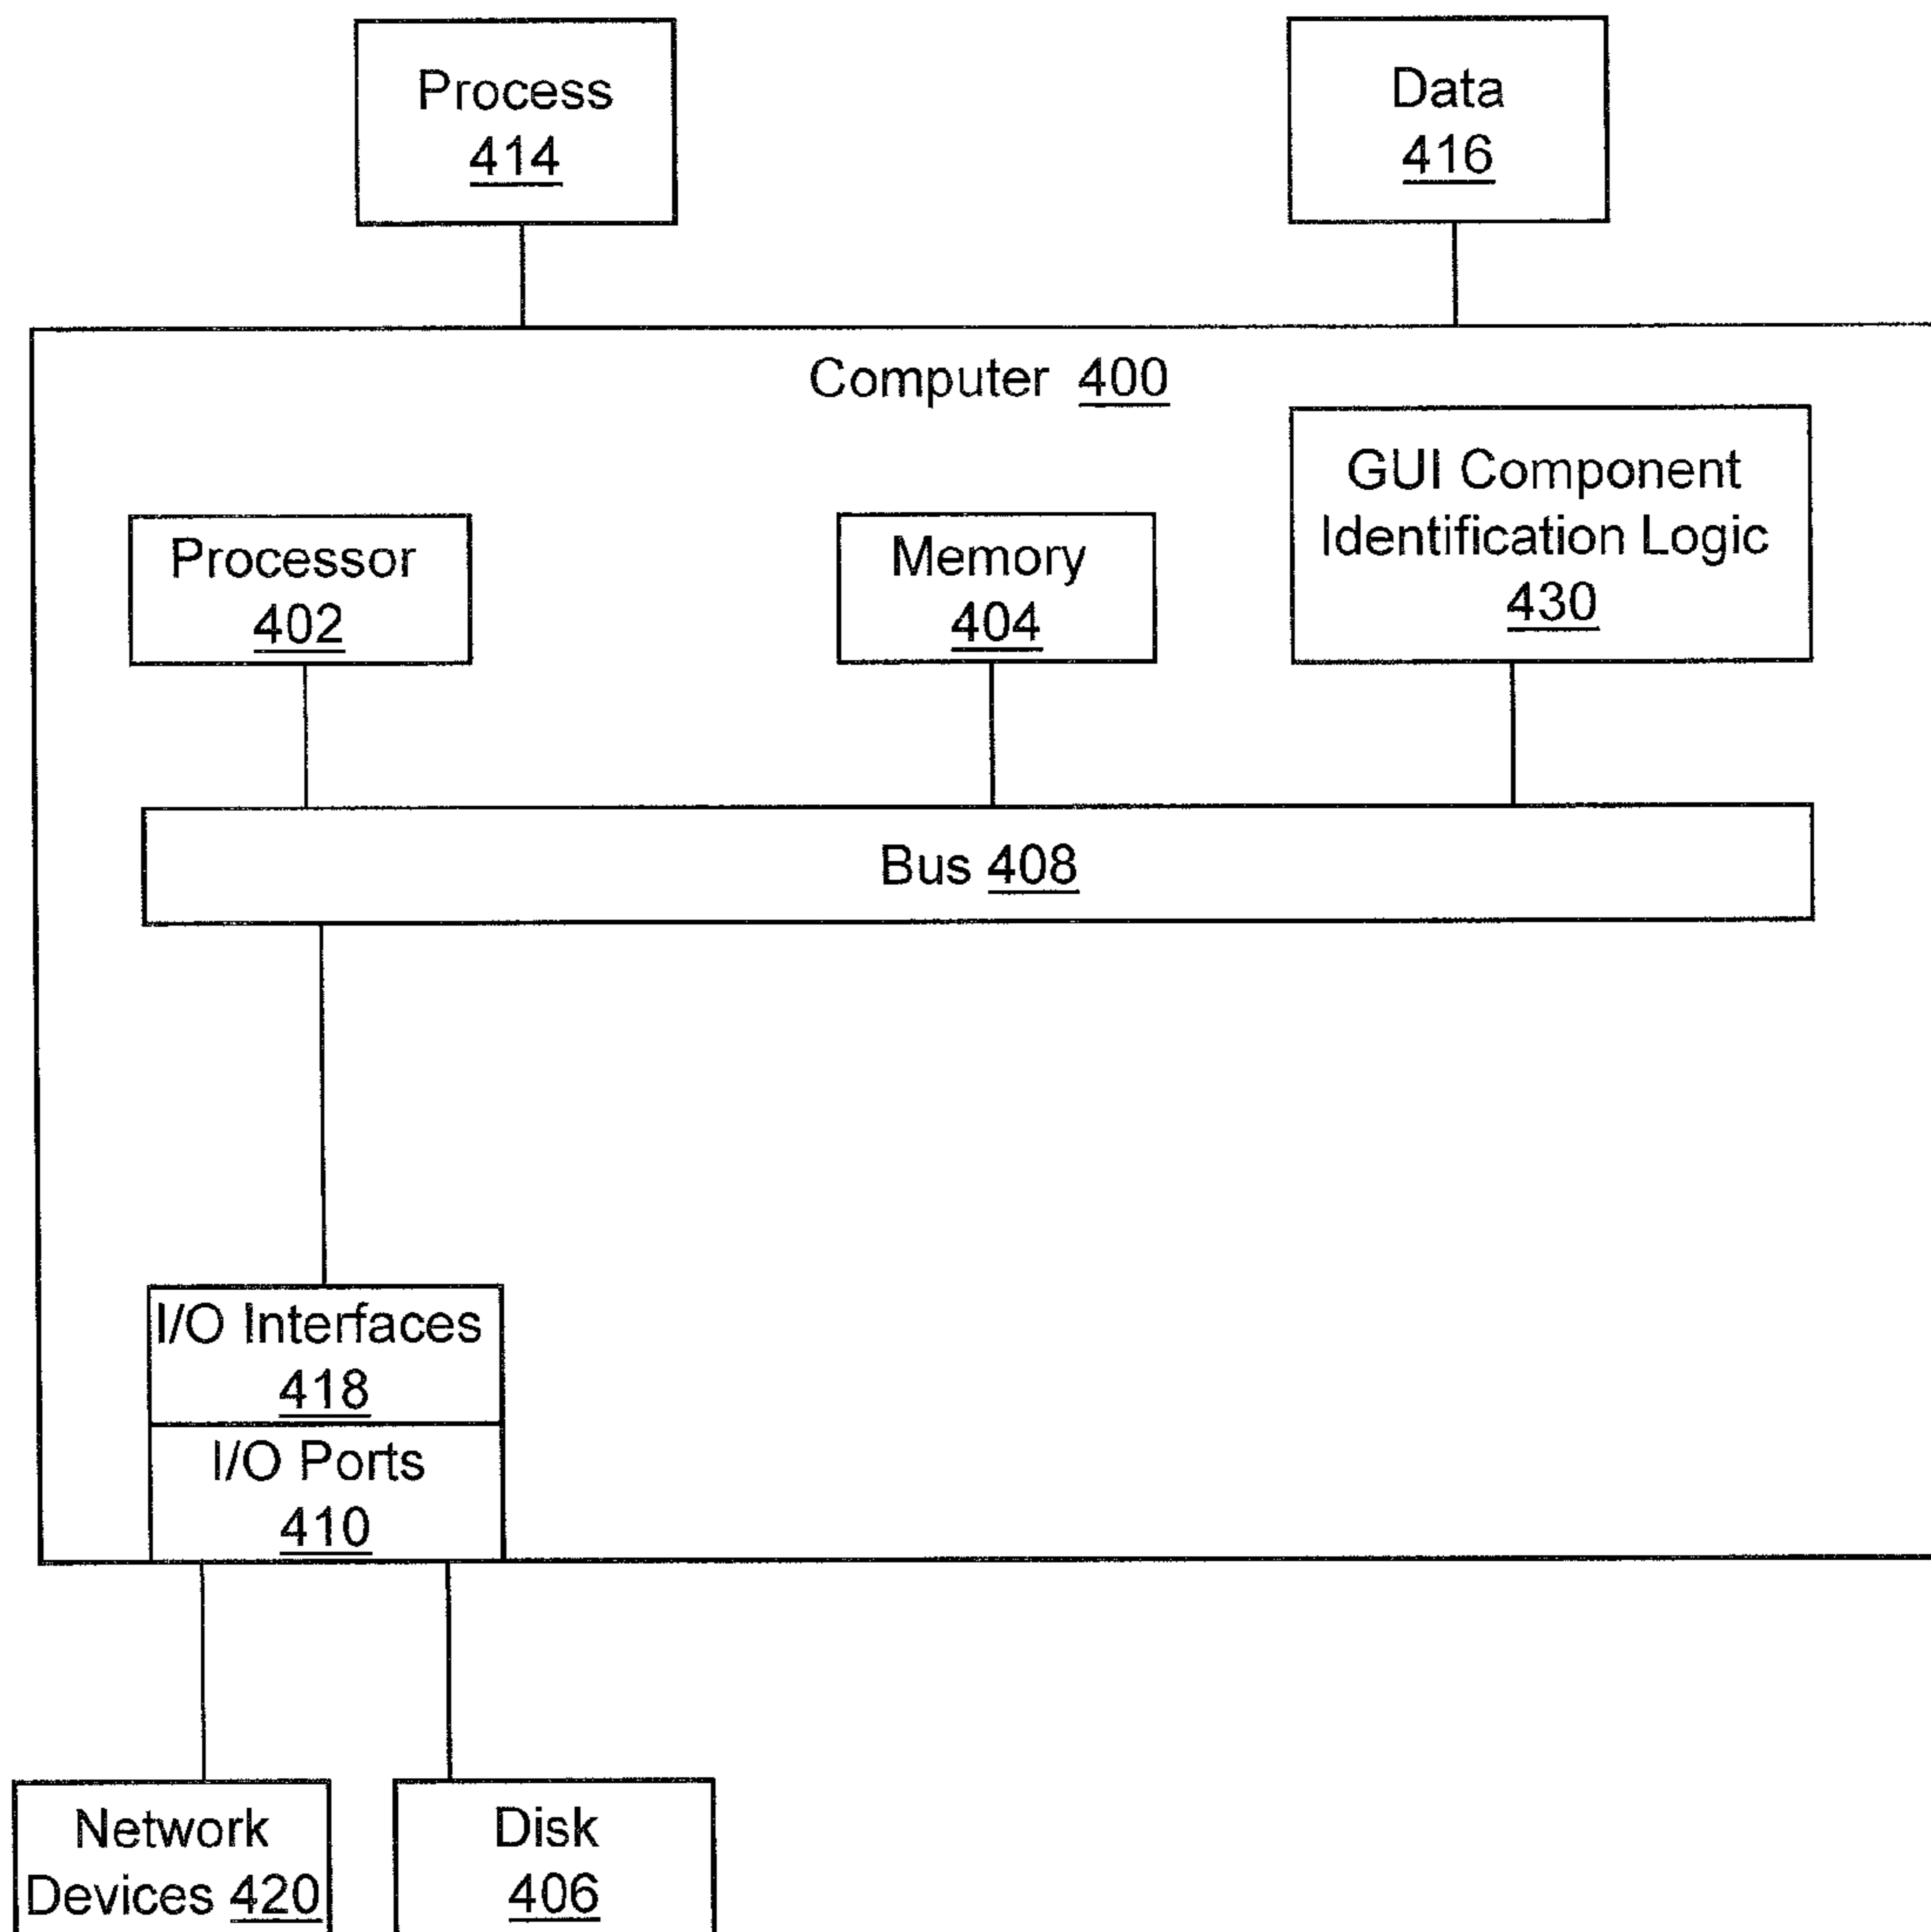 Process
414
Data
416
Computer 400
GUI Component
Identification Logic
430
Processor
402
Memory
404
Bus 408
I/O Interfaces
418
I/O Ports
410
Network
Devices 420
Disk
406